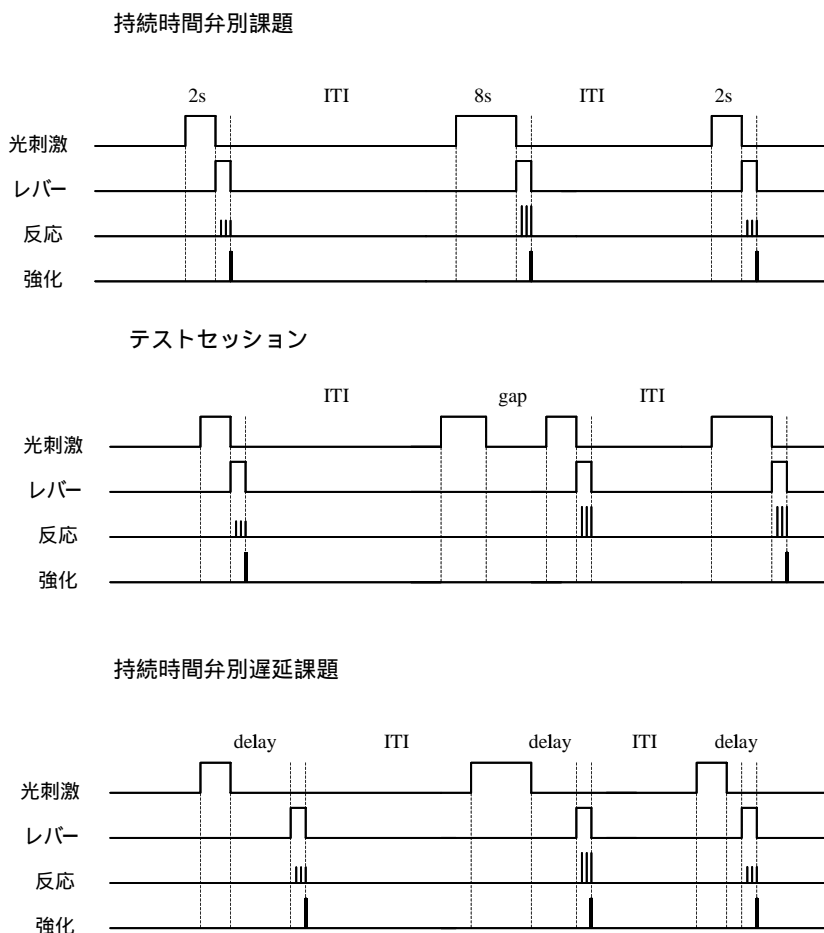 持続時間弁別課題
2s ITI 8s ITI 2s
光刺激
レバー
反応
強化
テストセッション
ITI gap ITI
光刺激
レバー
反応
強化
持続時間弁別遅延課題
delay ITI delay ITI delay
光刺激
レバー
反応
強化